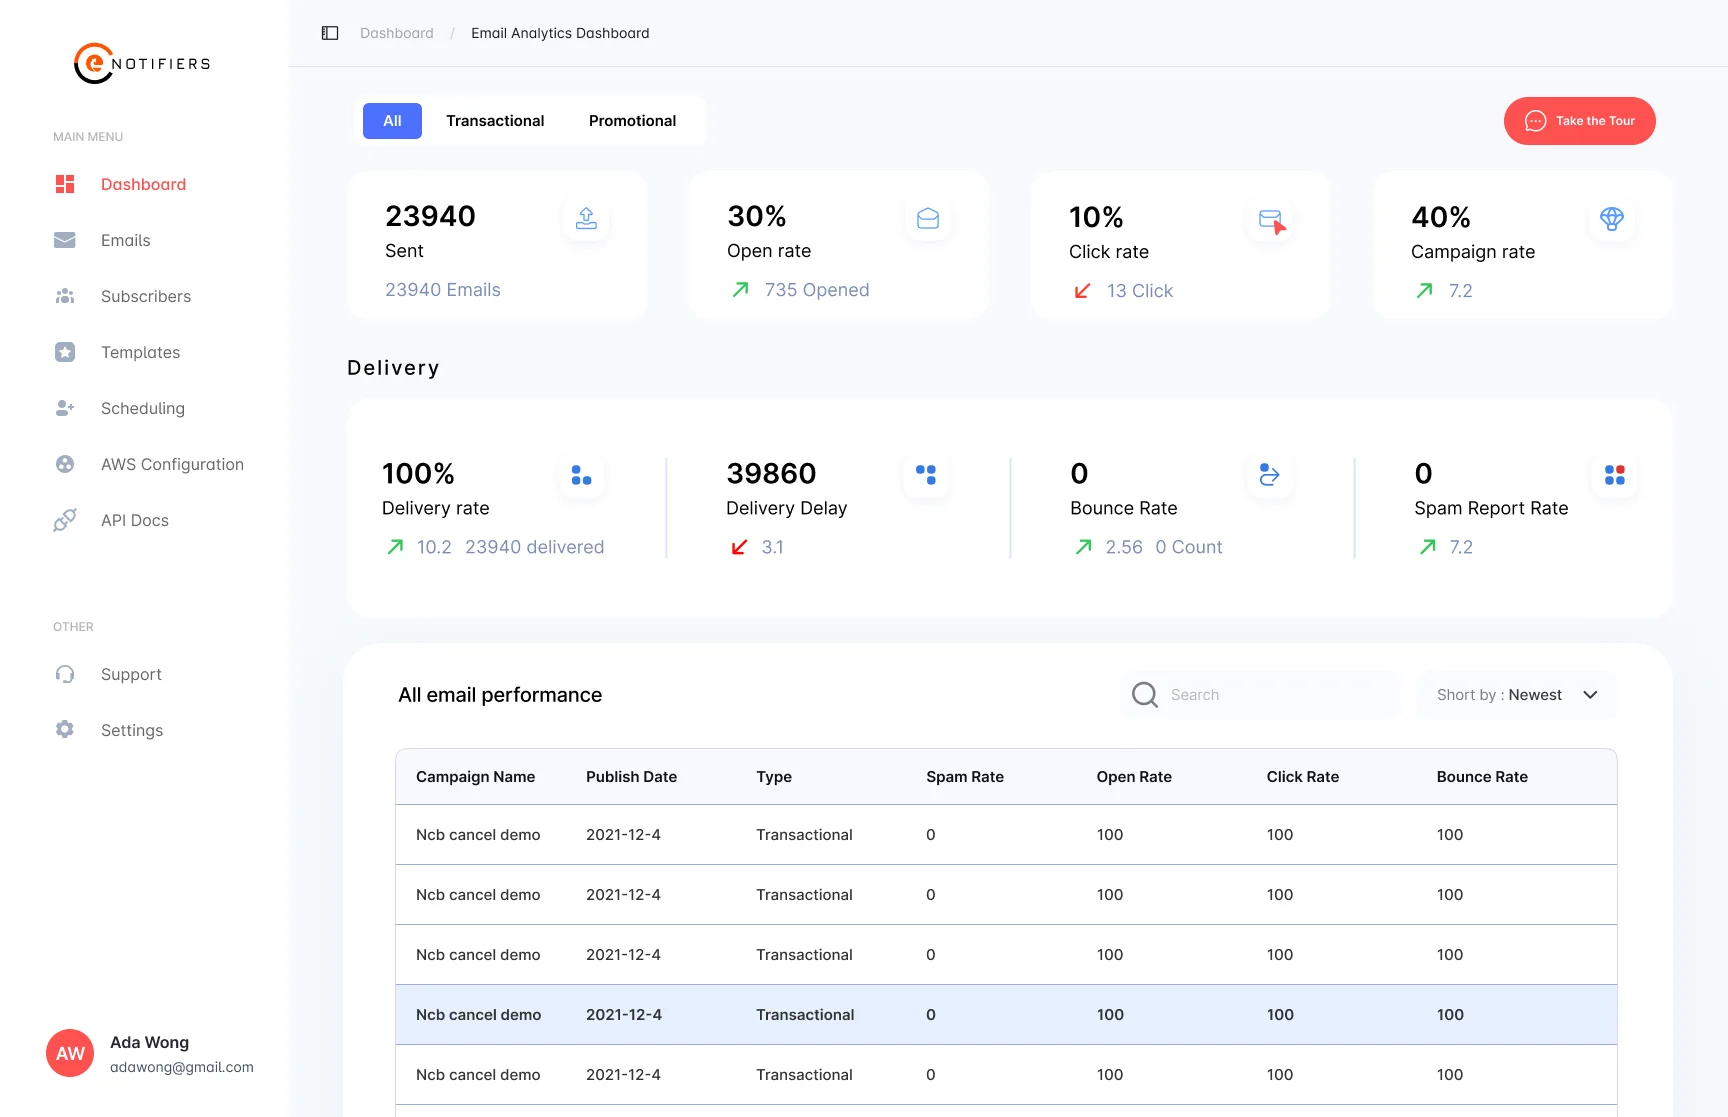 NOTIFIERS
MAIN MENU
Dashboard
Emails
Subscribers
Templates
Scheduling
AWS Configuration
API Docs
OTHER
Support
Settings
AW
Ada Wong
adawong@gmail.com
Dashboard / Email Analytics Dashboard
All Transactional Promotional
Take the Tour
23940
Sent
23940 Emails
30%
Open rate
735 Opened
10%
Click rate
13 Click
40%
Campaign rate
7.2
Delivery
100%
Delivery rate
10.2 23940 delivered
39860
Delivery Delay
3.1
0
Bounce Rate
2.56 0 Count
0
Spam Report Rate
7.2
All email performance
Search
Short by : Newest
Campaign Name Publish Date Type Spam Rate Open Rate Click Rate Bounce Rate
Ncb cancel demo 2021-12-4 Transactional 0 100 100 100
Ncb cancel demo 2021-12-4 Transactional 0 100 100 100
Ncb cancel demo 2021-12-4 Transactional 0 100 100 100
Ncb cancel demo 2021-12-4 Transactional 0 100 100 100
Ncb cancel demo 2021-12-4 Transactional 0 100 100 100